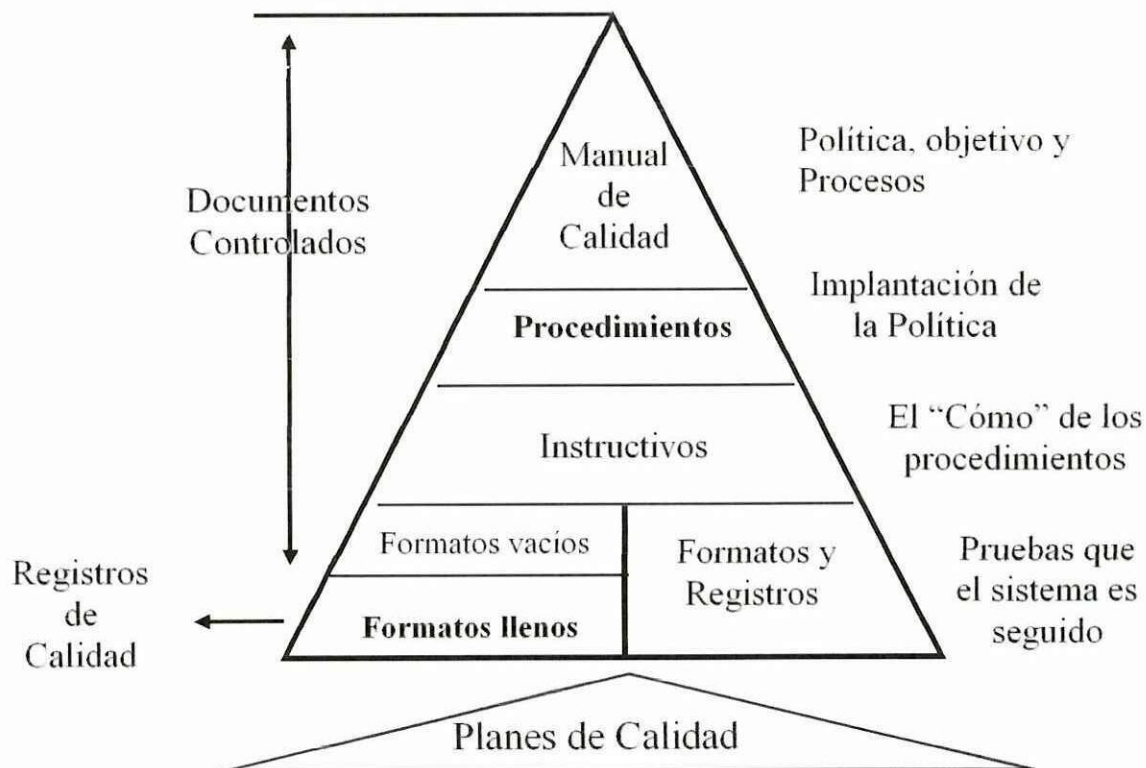 Manual
de
Calidad
Política, objetivo y
Procesos
Documentos
Controlados
Procedimientos
Implantación de
la Política
Instructivos
El “Cómo” de los
procedimientos
Formatos vacíos
Formatos llenos
Formatos y
Registros
Pruebas que
el sistema es
seguido
Registros
de
Calidad
Planes de Calidad